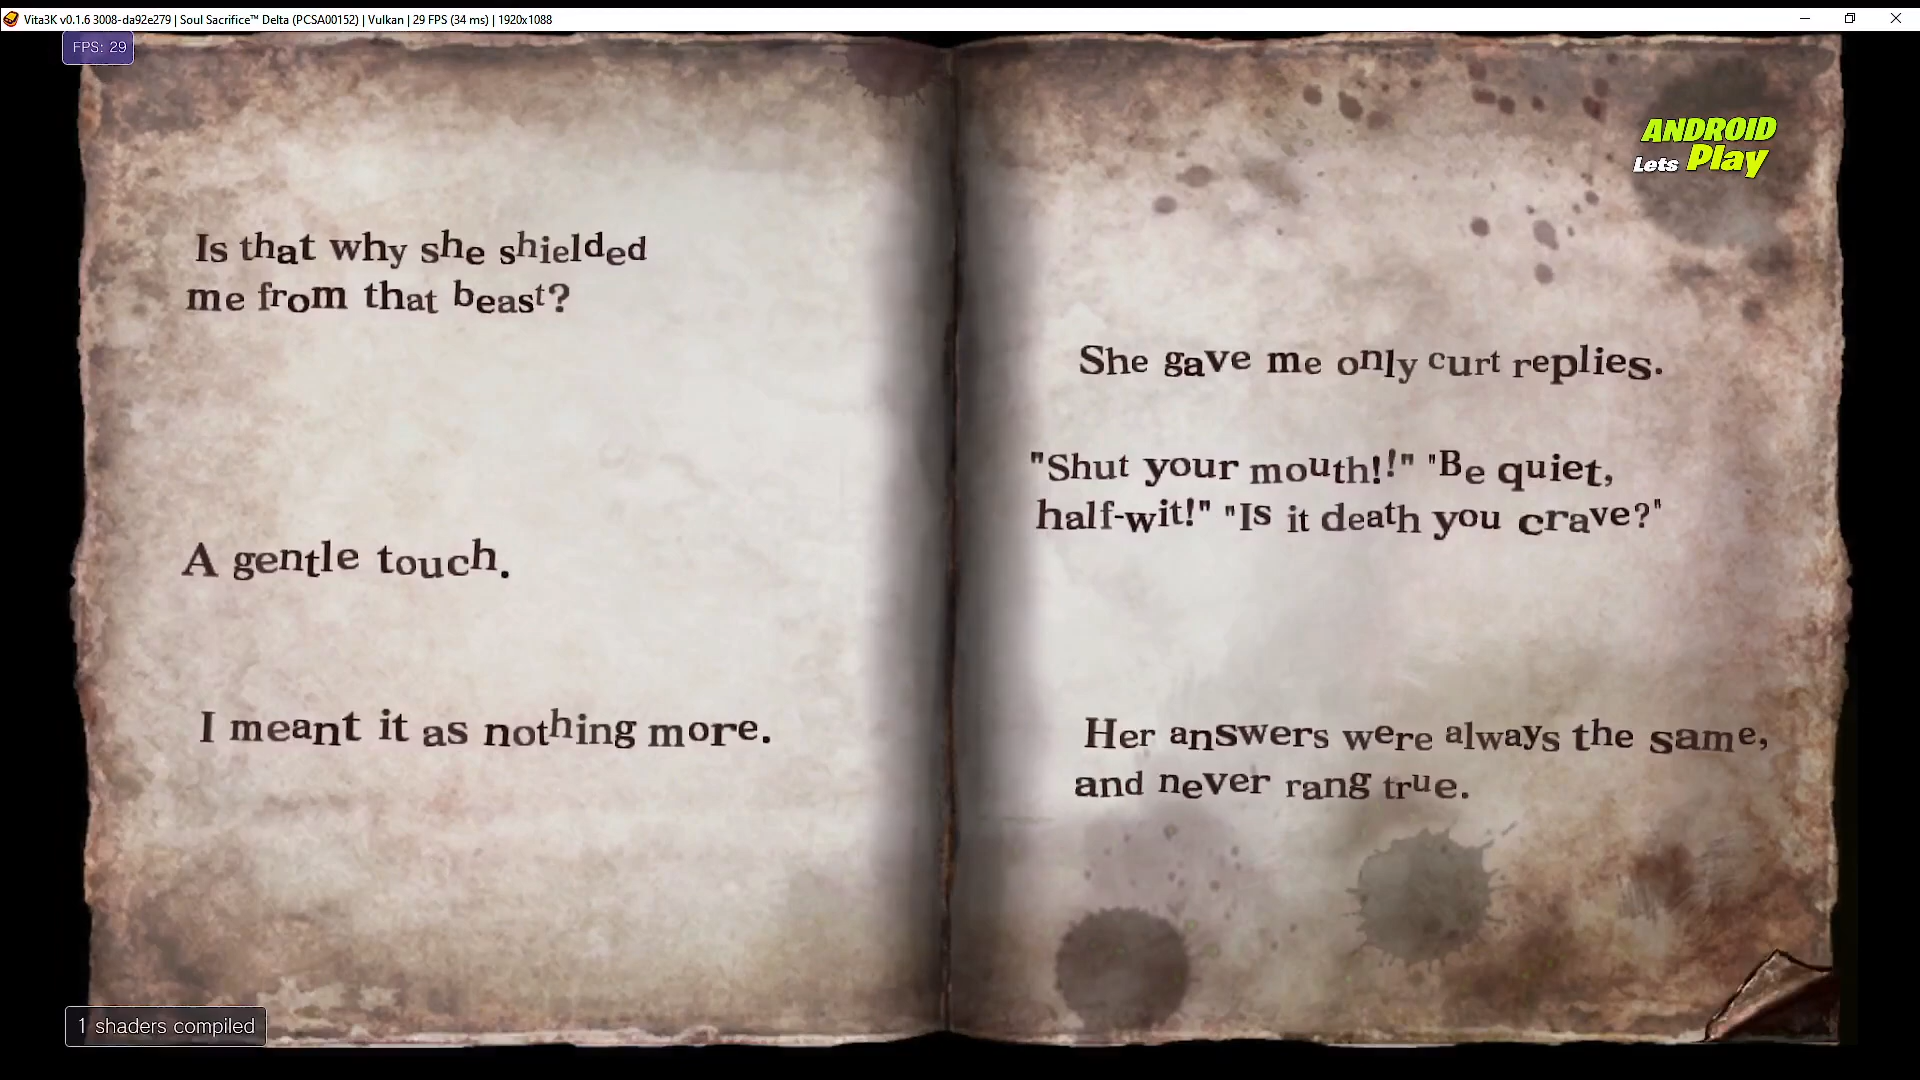 Vita3K v0.1.6 3008-da92e279 | Soul Sacrifice™ Delta (PCSA00152) | Vulkan | 29 FPS (34 ms) | 1920x1088
FPS: 29
ANDROID
Lets Play
Is that why she shielded
me from that beast?
A gentle touch.
I meant it as nothing more.
She gave me only curt replies.
"Shut your mouth!!" "Be quiet,
half-wit!" "Is it death you crave?"
Her answers were always the same,
and never rang true.
1 shaders compiled